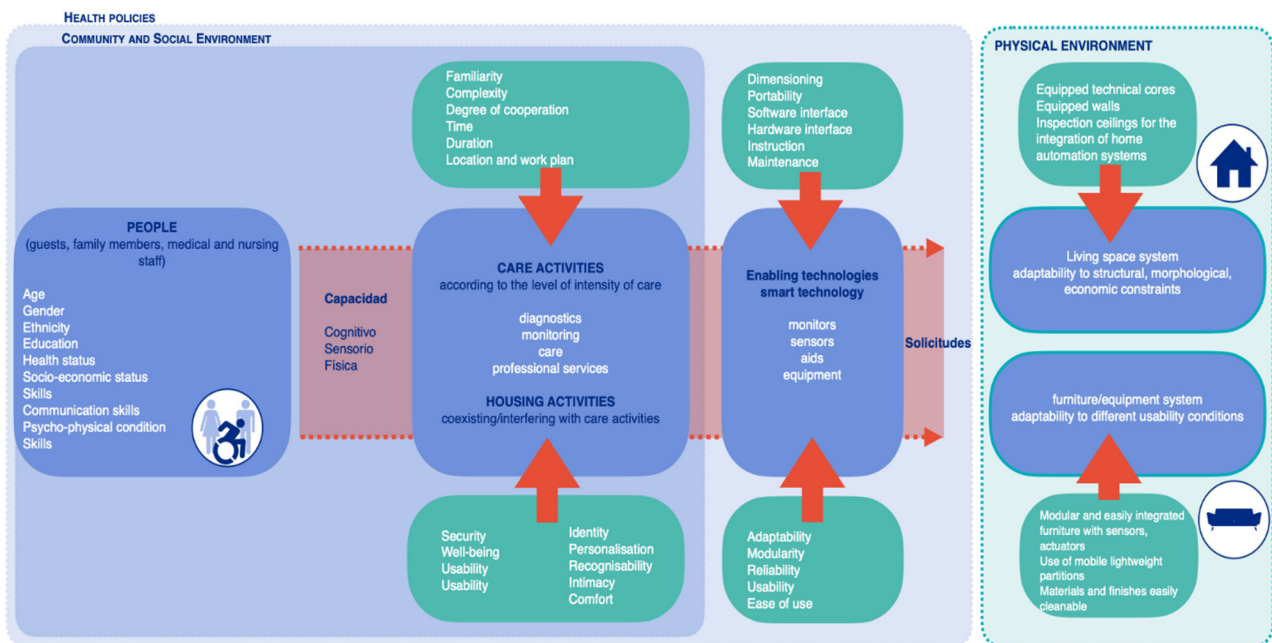 HEALTH POLICIES
COMMUNITY AND SOCIAL ENVIRONMENT
PEOPLE
(guests, family members, medical and nursing
staff)
Age
Gender
Ethnicity
Education
Health status
Socio-economic status
Skills
Communication skills
Psycho-physical condition
Skills
Capacidad
Cognitivo
Sensorio
Física
Familiarity
Complexity
Degree of cooperation
Time
Duration
Location and work plan
CARE ACTIVITIES
according to the level of intensity of care
diagnostics
monitoring
care
professional services
HOUSING ACTIVITIES
coexisting/interfering with care activities
Security
Well-being
Usability
Usability
Identity
Personalisation
Recognisability
Intimacy
Comfort
Dimensioning
Portability
Software interface
Hardware interface
Instruction
Maintenance
Enabling technologies
smart technology
monitors
sensors
aids
equipment
Adaptability
Modularity
Reliability
Usability
Ease of use
Solicitudes
PHYSICAL ENVIRONMENT
Equipped technical cores
Equipped walls
Inspection ceilings for the
integration of home
automation systems
Living space system
adaptability to structural, morphological,
economic constraints
furniture/equipment system
adaptability to different usability conditions
Modular and easily integrated
furniture with sensors,
actuators
Use of mobile lightweight
partitions
Materials and finishes easily
cleanable